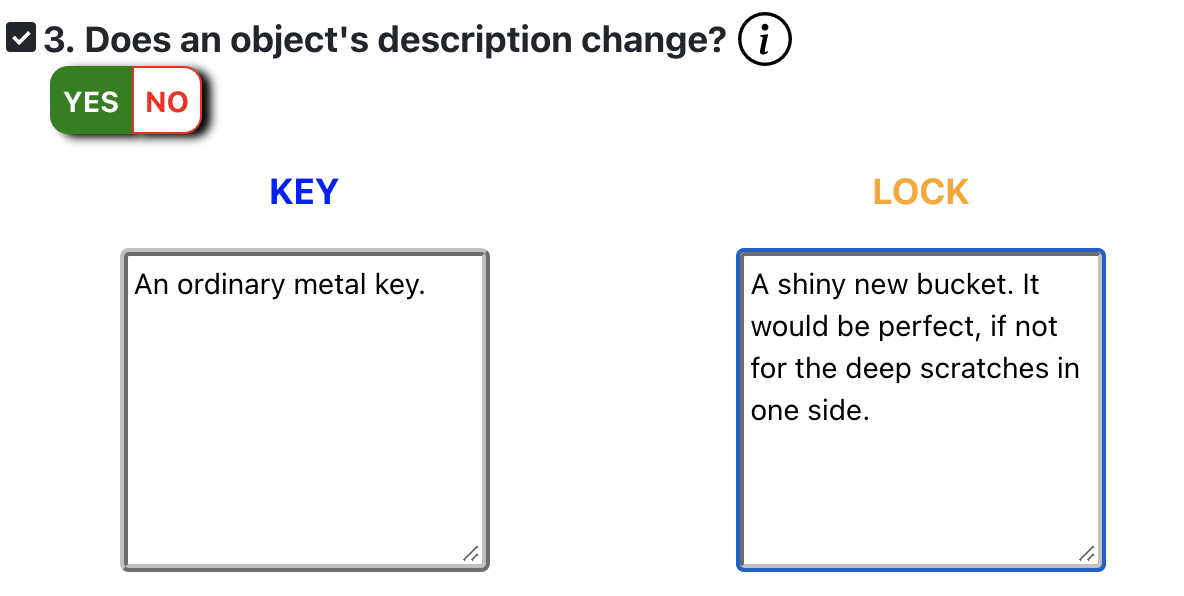 3. Does an object's description change? i
YES NO
KEY LOCK
An ordinary metal key.
A shiny new bucket. It
would be perfect, if not
for the deep scratches in
one side.